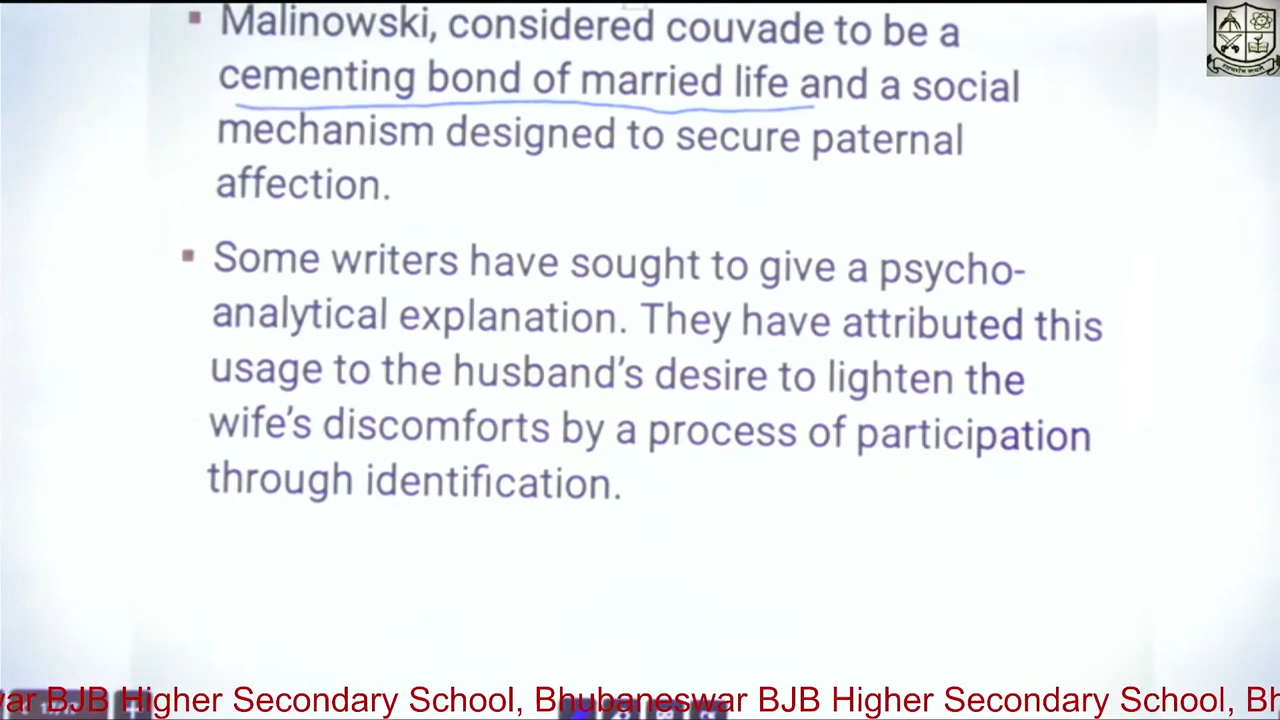 Malinowski, considered couvade to be a
cementing bond of married life and a social
mechanism designed to secure paternal
affection.
Some writers have sought to give a psycho-
analytical explanation. They have attributed this
usage to the husband's desire to lighten the
wife's discomforts by a process of participation
through identification.
war BJB Higher Secondary School, Bhubaneswar BJB Higher Secondary School, Bh